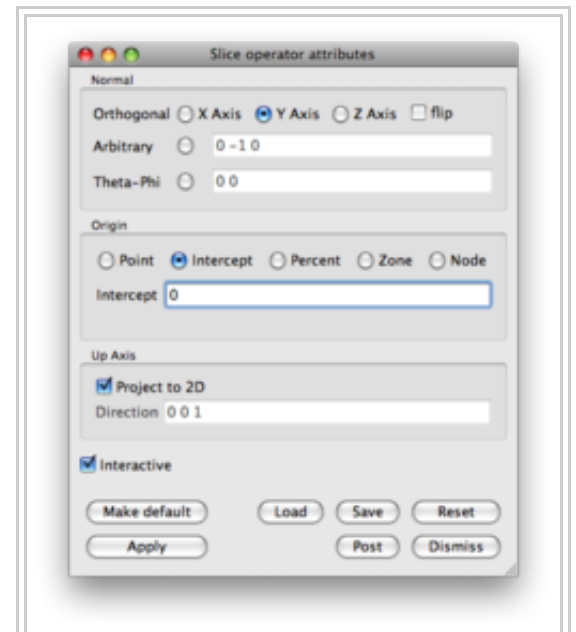 Slice operator attributes
Normal
Orthogonal X Axis Y Axis Z Axis flip
Arbitrary 0 -1 0
Theta-Phi 0 0
Origin
Point Intercept Percent Zone Node
Intercept 0
Up Axis
Project to 2D
Direction 0 0 1
Interactive
Make default Load Save Reset
Apply Post Dismiss